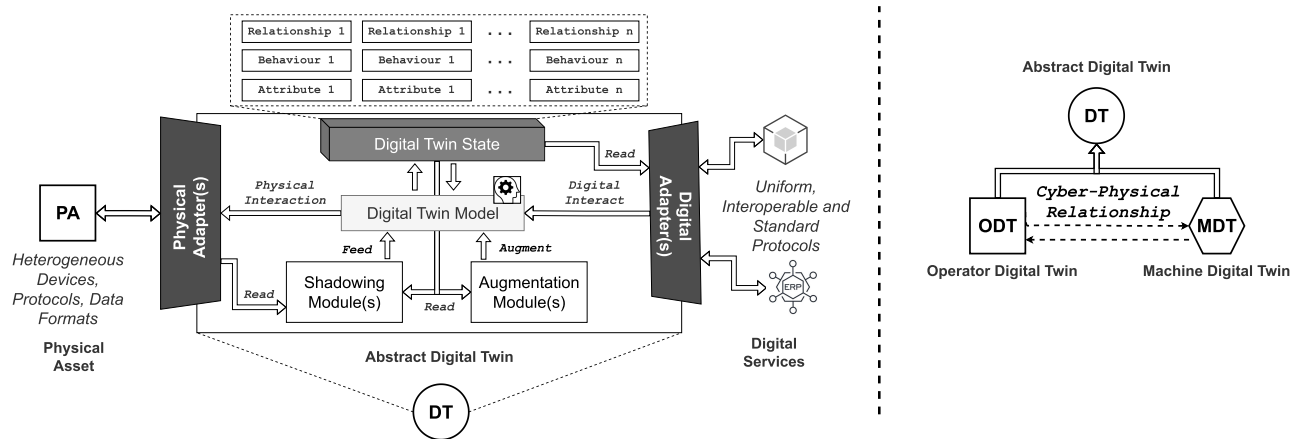 Relationship 1 Relationship 1 ... Relationship n
Behaviour 1 Behaviour 1 ... Behaviour n
Attribute 1 Attribute 1 ... Attribute n
Digital Twin State
Read
Physical
Adapter(s)
Digital
Adapter(s)
PA
Physical
Interaction
Digital Twin Model
Digital
Interact
Feed
Augment
Read
Shadowing
Module(s)
Read
Augmentation
Module(s)
Heterogeneous
Devices,
Protocols, Data
Formats
Physical
Asset
Uniform,
Interoperable and
Standard
Protocols
ERP
Digital
Services
Abstract Digital Twin
DT
Abstract Digital Twin
DT
Cyber-Physical
Relationship
ODT
MDT
Operator Digital Twin
Machine Digital Twin